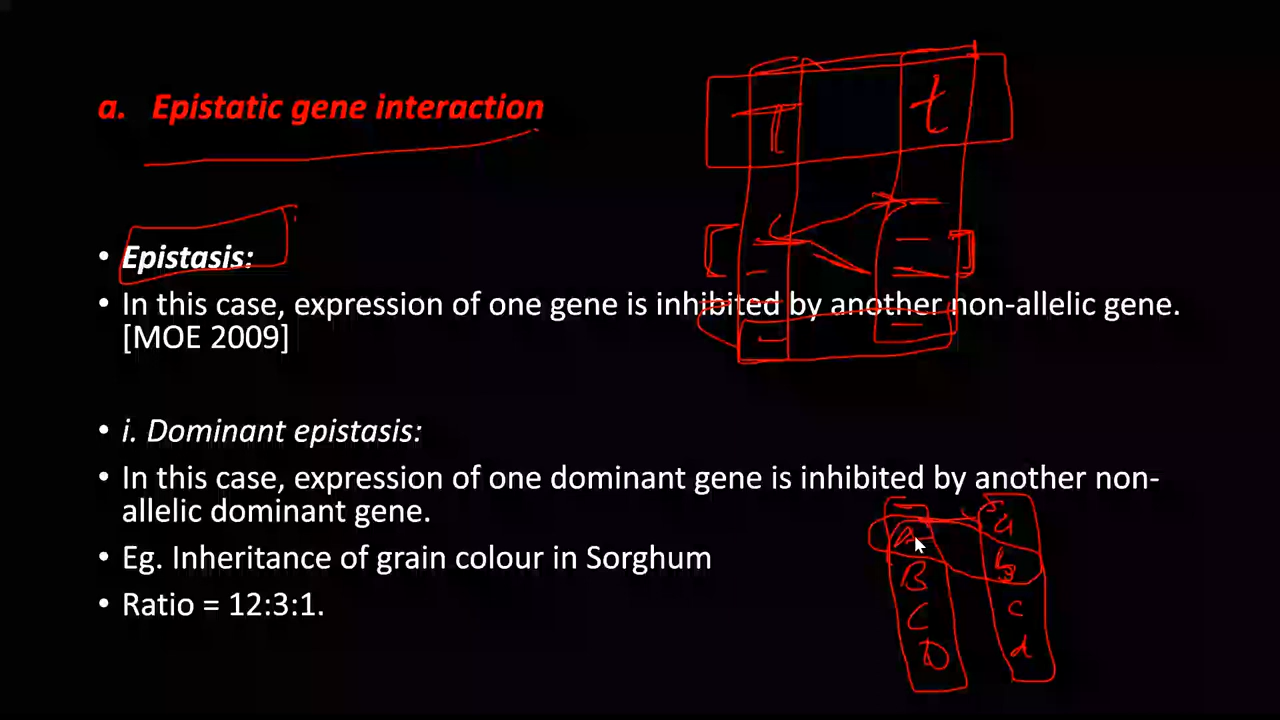 a. Epistatic gene interaction
T t
• Epistasis:
• In this case, expression of one gene is inhibited by another non-allelic gene.
[MOE 2009]
• i. Dominant epistasis:
• In this case, expression of one dominant gene is inhibited by another non-
allelic dominant gene.
a
• Eg. Inheritance of grain colour in Sorghum
A b
B
• Ratio = 12:3:1.
C c
D d